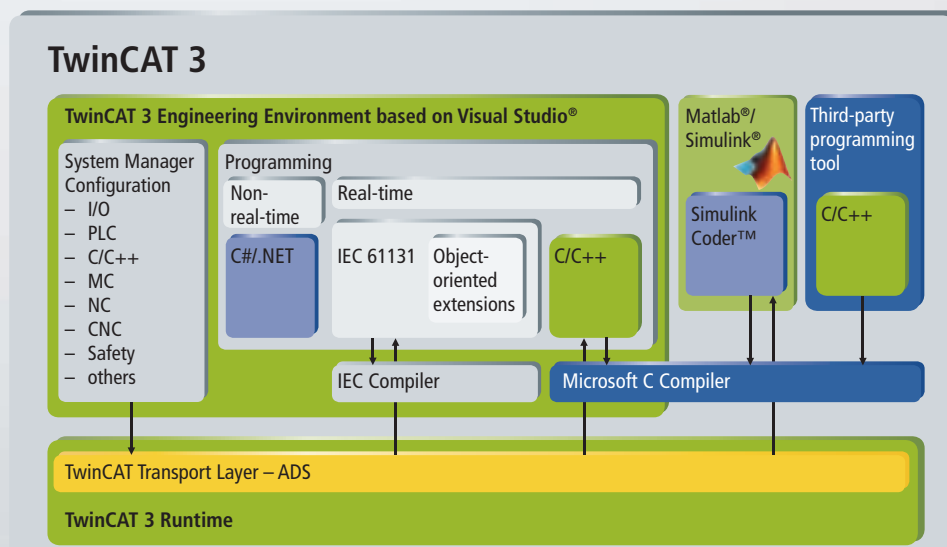 TwinCAT 3
TwinCAT 3 Engineering Environment based on Visual Studio®
System Manager
Configuration
– I/O
– PLC
– C/C++
– MC
– NC
– CNC
– Safety
– others
Programming
Non-
real-time
Real-time
C#/.NET
IEC 61131
Object-
oriented
extensions
C/C++
IEC Compiler
Matlab®/
Simulink®
Simulink
Coder™
Third-party
programming
tool
C/C++
Microsoft C Compiler
TwinCAT Transport Layer – ADS
TwinCAT 3 Runtime